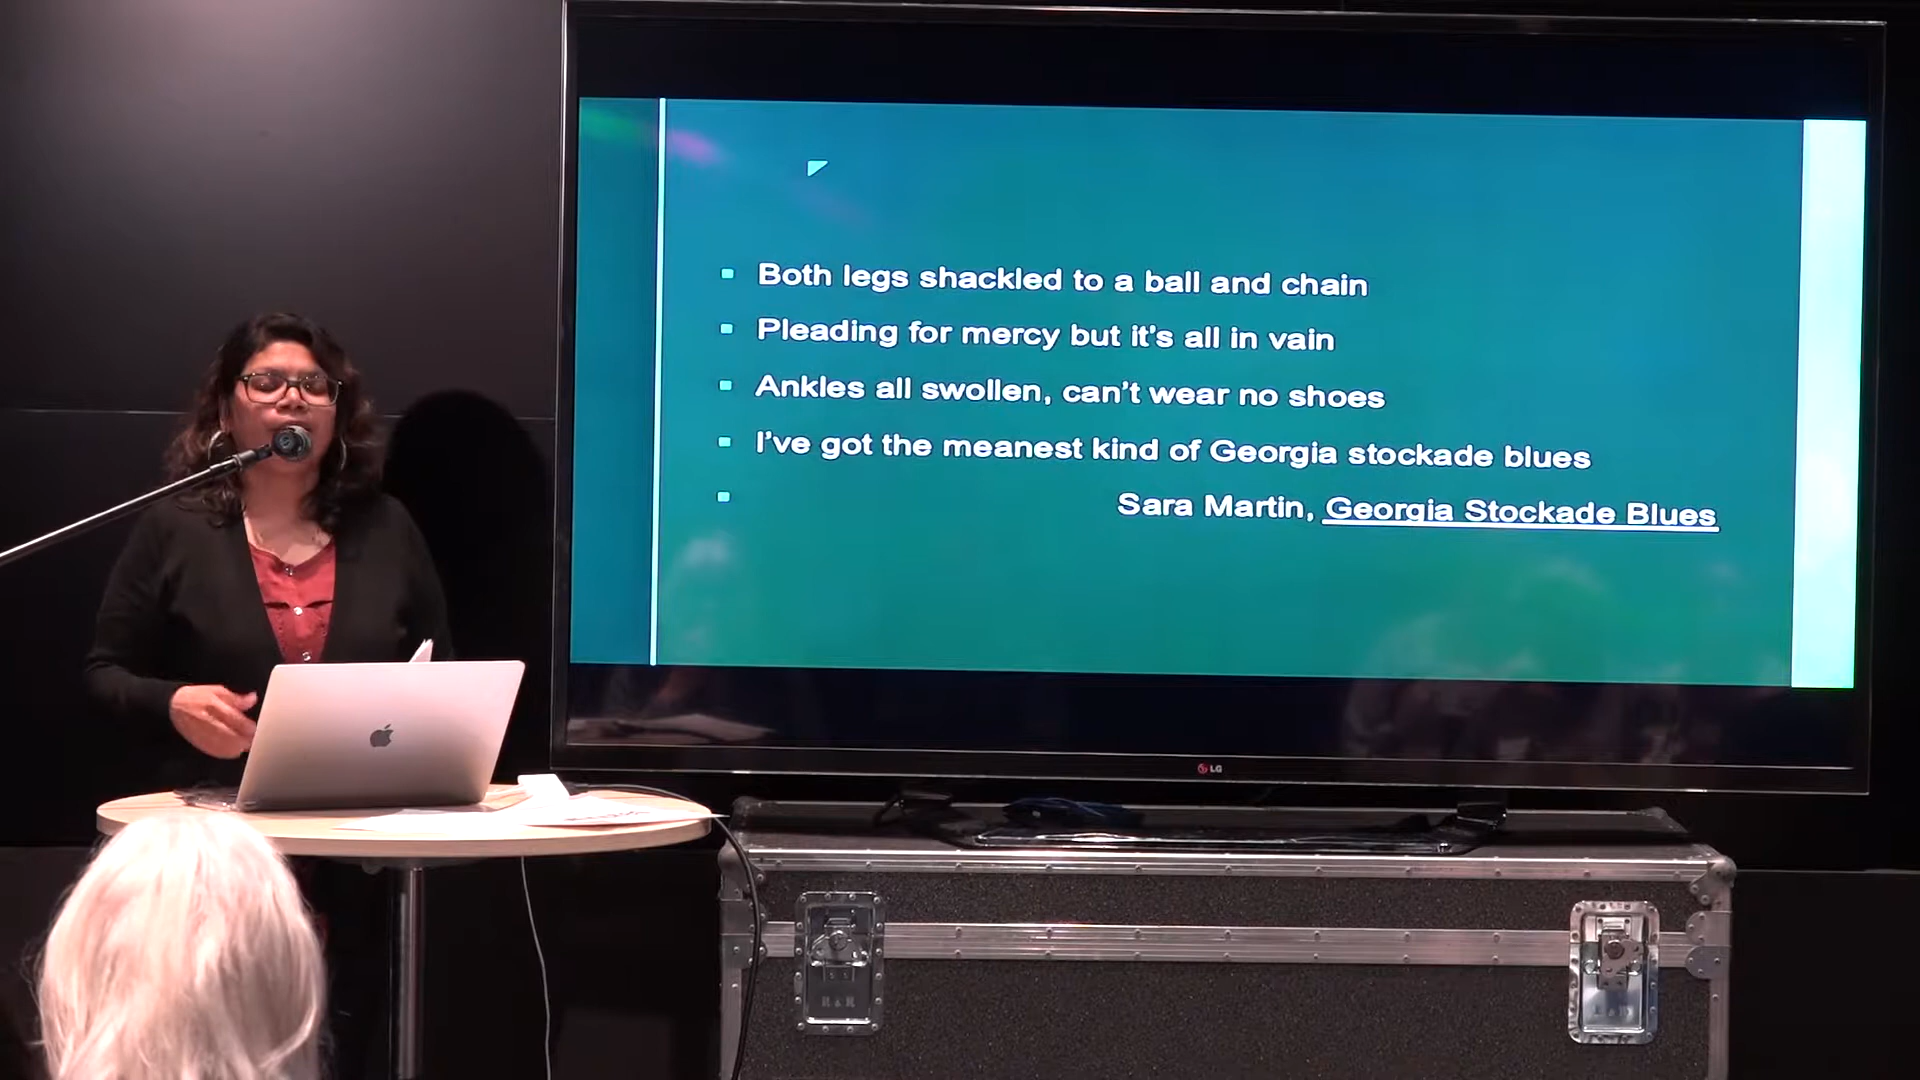 Both legs shackled to a ball and chain
Pleading for mercy but it's all in vain
Ankles all swollen, can't wear no shoes
I've got the meanest kind of Georgia stockade blues
Sara Martin, Georgia Stockade Blues
LG
R & R